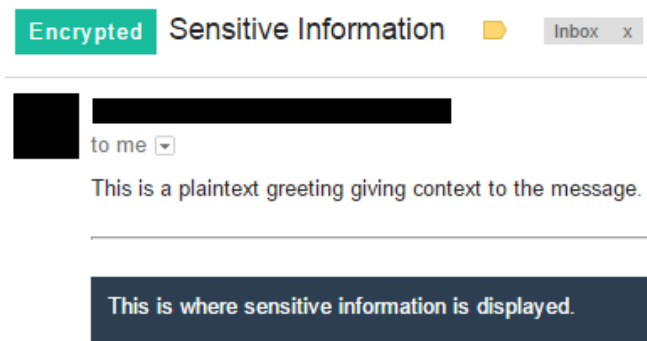 Encrypted Sensitive Information Inbox x
to me
This is a plaintext greeting giving context to the message.
This is where sensitive information is displayed.